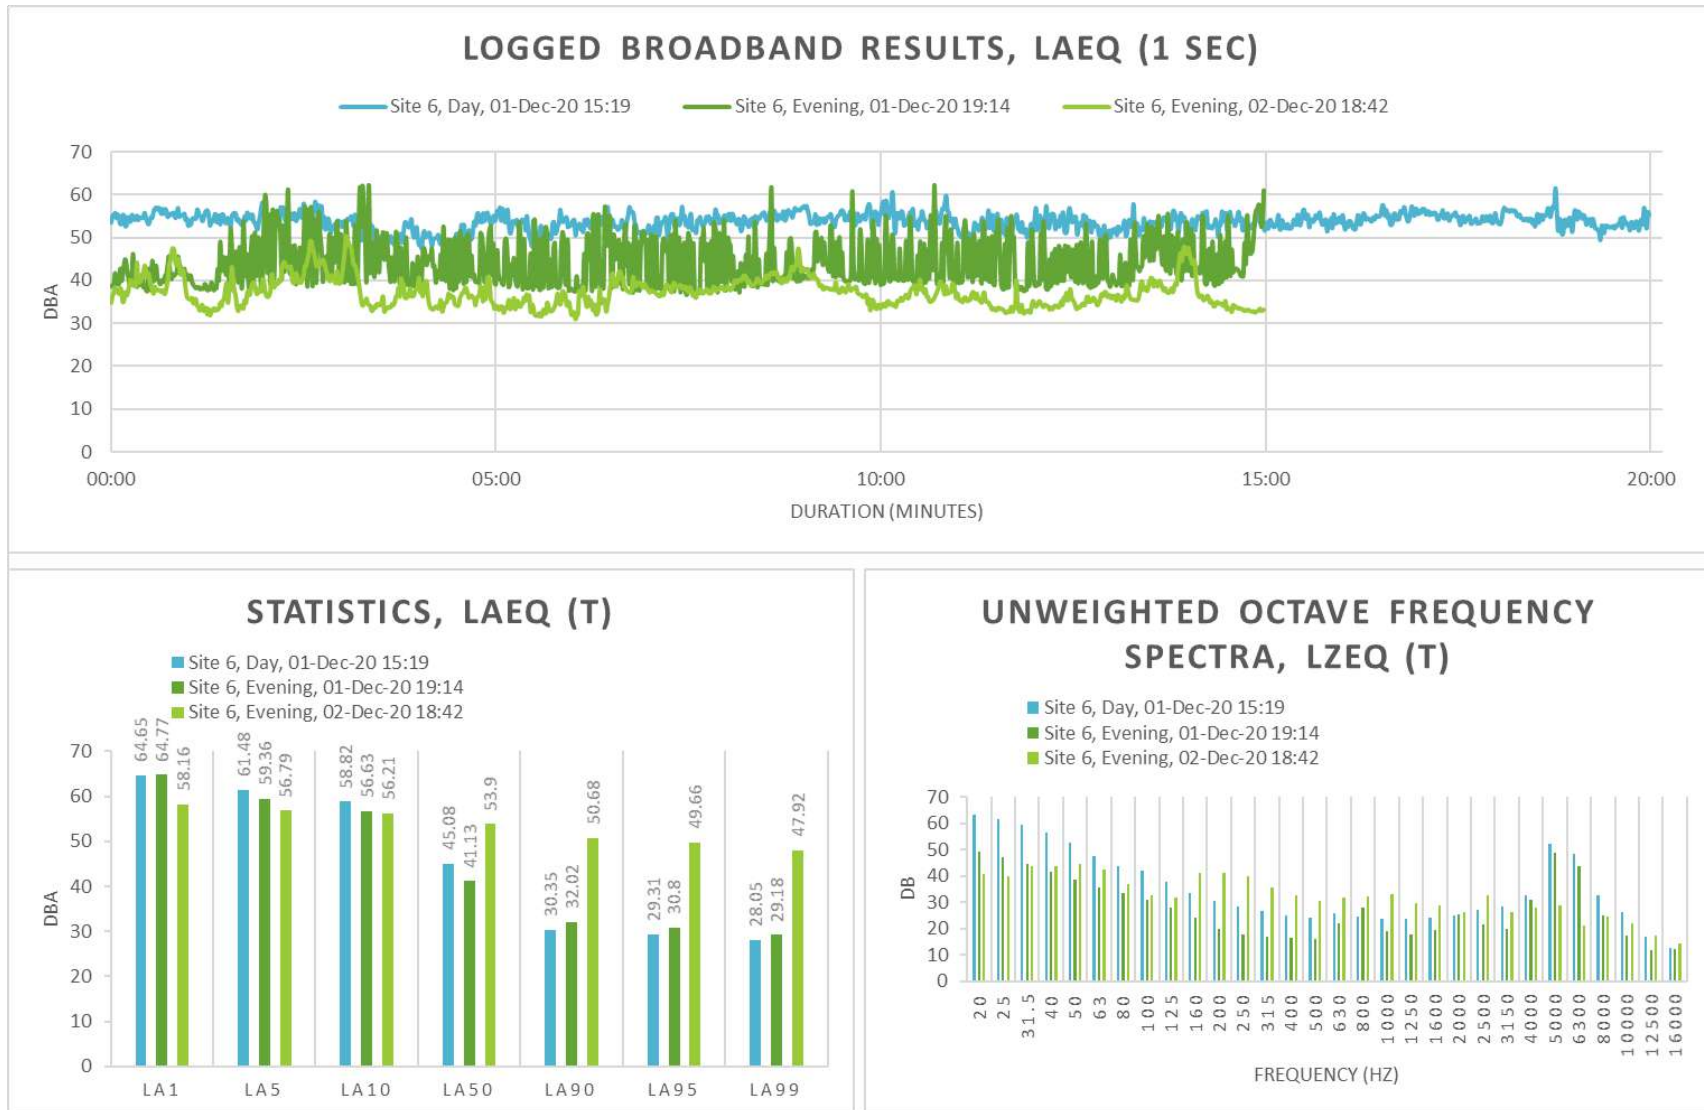 LOGGED BROADBAND RESULTS, LAEQ (1 SEC)
Site 6, Day, 01-Dec-20 15:19 Site 6, Evening, 01-Dec-20 19:14 Site 6, Evening, 02-Dec-20 18:42
70
60
50
40
30
20
10
0
DBA
00:00 05:00 10:00 15:00 20:00
DURATION (MINUTES)
STATISTICS, LAEQ (T)
Site 6, Day, 01-Dec-20 15:19
Site 6, Evening, 01-Dec-20 19:14
Site 6, Evening, 02-Dec-20 18:42
70
60
50
40
30
20
10
0
DBA
64.65 64.77 58.16 61.48 59.36 56.79 58.82 56.63 56.21 45.08 41.13 53.9 30.35 32.02 50.68 29.31 30.8 49.66 28.05 29.18 47.92
LA1 LA5 LA10 LA50 LA90 LA95 LA99
UNWEIGHTED OCTAVE FREQUENCY
SPECTRA, LZEQ (T)
Site 6, Day, 01-Dec-20 15:19
Site 6, Evening, 01-Dec-20 19:14
Site 6, Evening, 02-Dec-20 18:42
70
60
50
40
30
20
10
0
DB
20 25 31.5 40 50 63 80 100 125 160 200 250 315 400 500 630 800 1000 1250 1600 2000 2500 3150 4000 5000 6300 8000 10000 12500 16000
FREQUENCY (HZ)